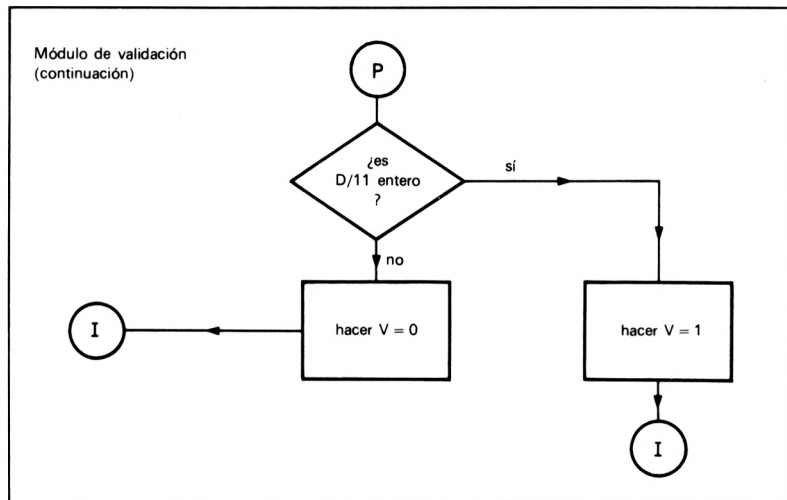 Módulo de validación
(continuación)
P
¿es
D/11 entero
?
sí
no
I
hacer V = 0
hacer V = 1
I